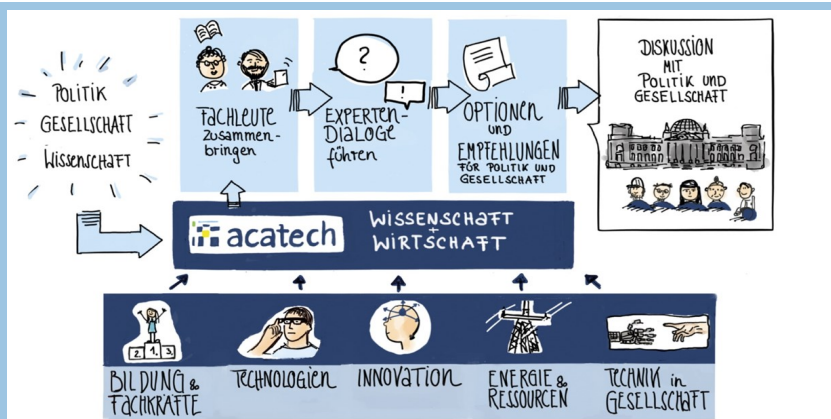 POLITIK
GESELLSCHAFT
WISSENSCHAFT
FACHLEUTE
Zusammen-
bringen
?
!
EXPERTEN-
DIALOGE
führen
OPTIONEN
UND
EMPFEHLUNGEN
FÜR POLITIK UND
GESELLSCHAFT
DISKUSSION
MIT
POLITIK UND
GESELLSCHAFT
acatech
WISSENSCHAFT
+
WIRTSCHAFT
2. 1. 3.
BILDUNG &
FACHKRÄFTE
TECHNOLOGIEN
INNOVATION
ENERGIE &
RESSOURCEN
TECHNIK in
GESELLSCHAFT